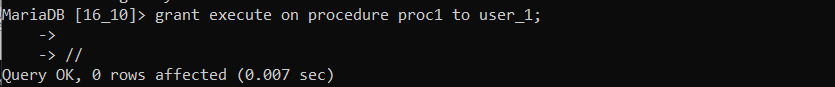 MariaDB [16_10]> grant execute on procedure proc1 to user_1;
->
-> //
Query OK, 0 rows affected (0.007 sec)